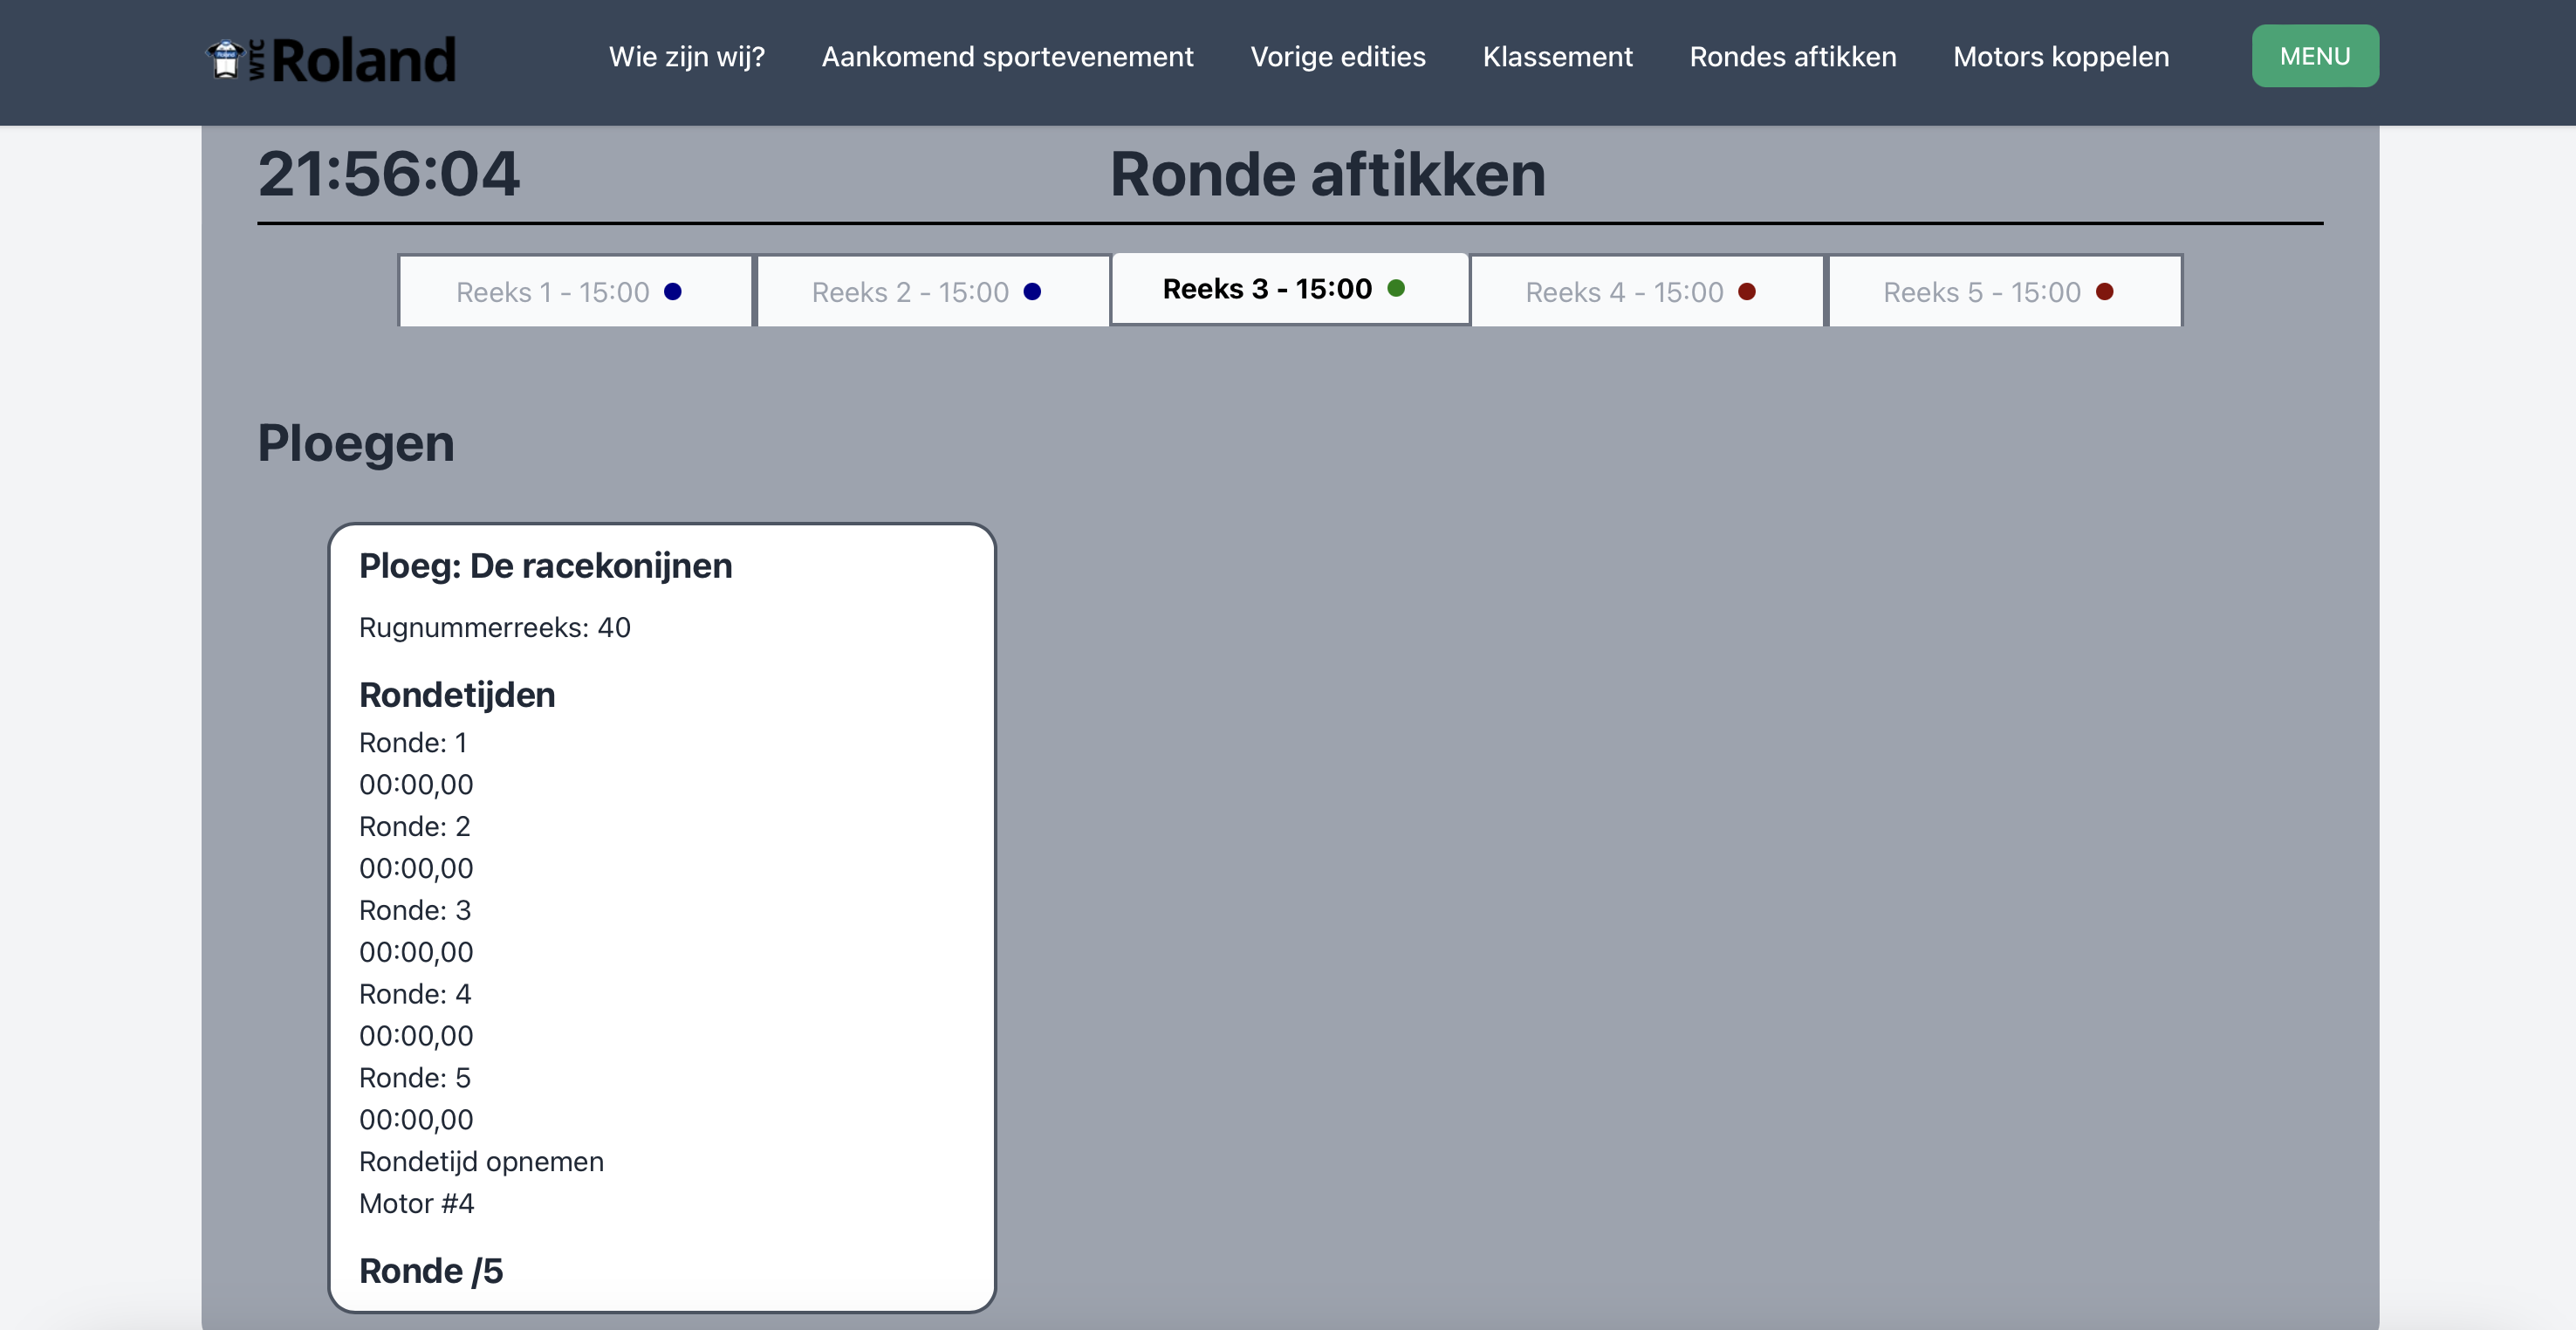 WTC Roland
Wie zijn wij? Aankomend sportevenement Vorige edities Klassement Rondes aftikken Motors koppelen MENU
21:56:04 Ronde aftikken
Reeks 1 - 15:00 Reeks 2 - 15:00 Reeks 3 - 15:00 Reeks 4 - 15:00 Reeks 5 - 15:00
Ploegen
Ploeg: De racekonijnen
Rugnummerreeks: 40
Rondetijden
Ronde: 1
00:00,00
Ronde: 2
00:00,00
Ronde: 3
00:00,00
Ronde: 4
00:00,00
Ronde: 5
00:00,00
Rondetijd opnemen
Motor #4
Ronde /5